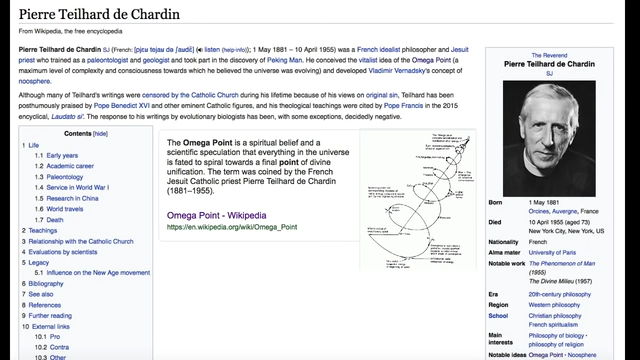 Pierre Teilhard de Chardin
From Wikipedia, the free encyclopedia
Pierre Teilhard de Chardin SJ (French: [pjɛʁ tejaʁ də ʃaʁdɛ̃] (listen (help·info)); 1 May 1881 – 10 April 1955) was a French idealist philosopher and Jesuit
priest who trained as a paleontologist and geologist and took part in the discovery of Peking Man. He conceived the vitalist idea of the Omega Point (a
maximum level of complexity and consciousness towards which he believed the universe was evolving) and developed Vladimir Vernadsky's concept of
noosphere.
Although many of Teilhard's writings were censored by the Catholic Church during his lifetime because of his views on original sin, Teilhard has been
posthumously praised by Pope Benedict XVI and other eminent Catholic figures, and his theological teachings were cited by Pope Francis in the 2015
encyclical, Laudato si'. The response to his writings by evolutionary biologists has been, with some exceptions, decidedly negative.
Contents [hide]
1 Life
1.1 Early years
1.2 Academic career
1.3 Paleontology
1.4 Service in World War I
1.5 Research in China
1.6 World travels
1.7 Death
2 Teachings
3 Relationship with the Catholic Church
4 Evaluations by scientists
5 Legacy
5.1 Influence on the New Age movement
6 Bibliography
7 See also
8 References
9 Further reading
10 External links
10.1 Pro
10.2 Contra
10.3 Other
The Omega Point is a spiritual belief and a
scientific speculation that everything in the universe
is fated to spiral towards a final point of divine
unification. The term was coined by the French
Jesuit Catholic priest Pierre Teilhard de Chardin
(1881–1955).
Omega Point - Wikipedia
https://en.wikipedia.org/wiki/Omega_Point
The Reverend
Pierre Teilhard de Chardin
SJ
Born 1 May 1881
Orcines, Auvergne, France
Died 10 April 1955 (aged 73)
New York City, New York, US
Nationality French
Alma mater University of Paris
Notable work The Phenomenon of Man
(1955)
The Divine Milieu (1957)
Era 20th-century philosophy
Region Western philosophy
School Christian philosophy
French spiritualism
Main interests Philosophy of biology ·
philosophy of religion
Notable ideas Omega Point · Noosphere